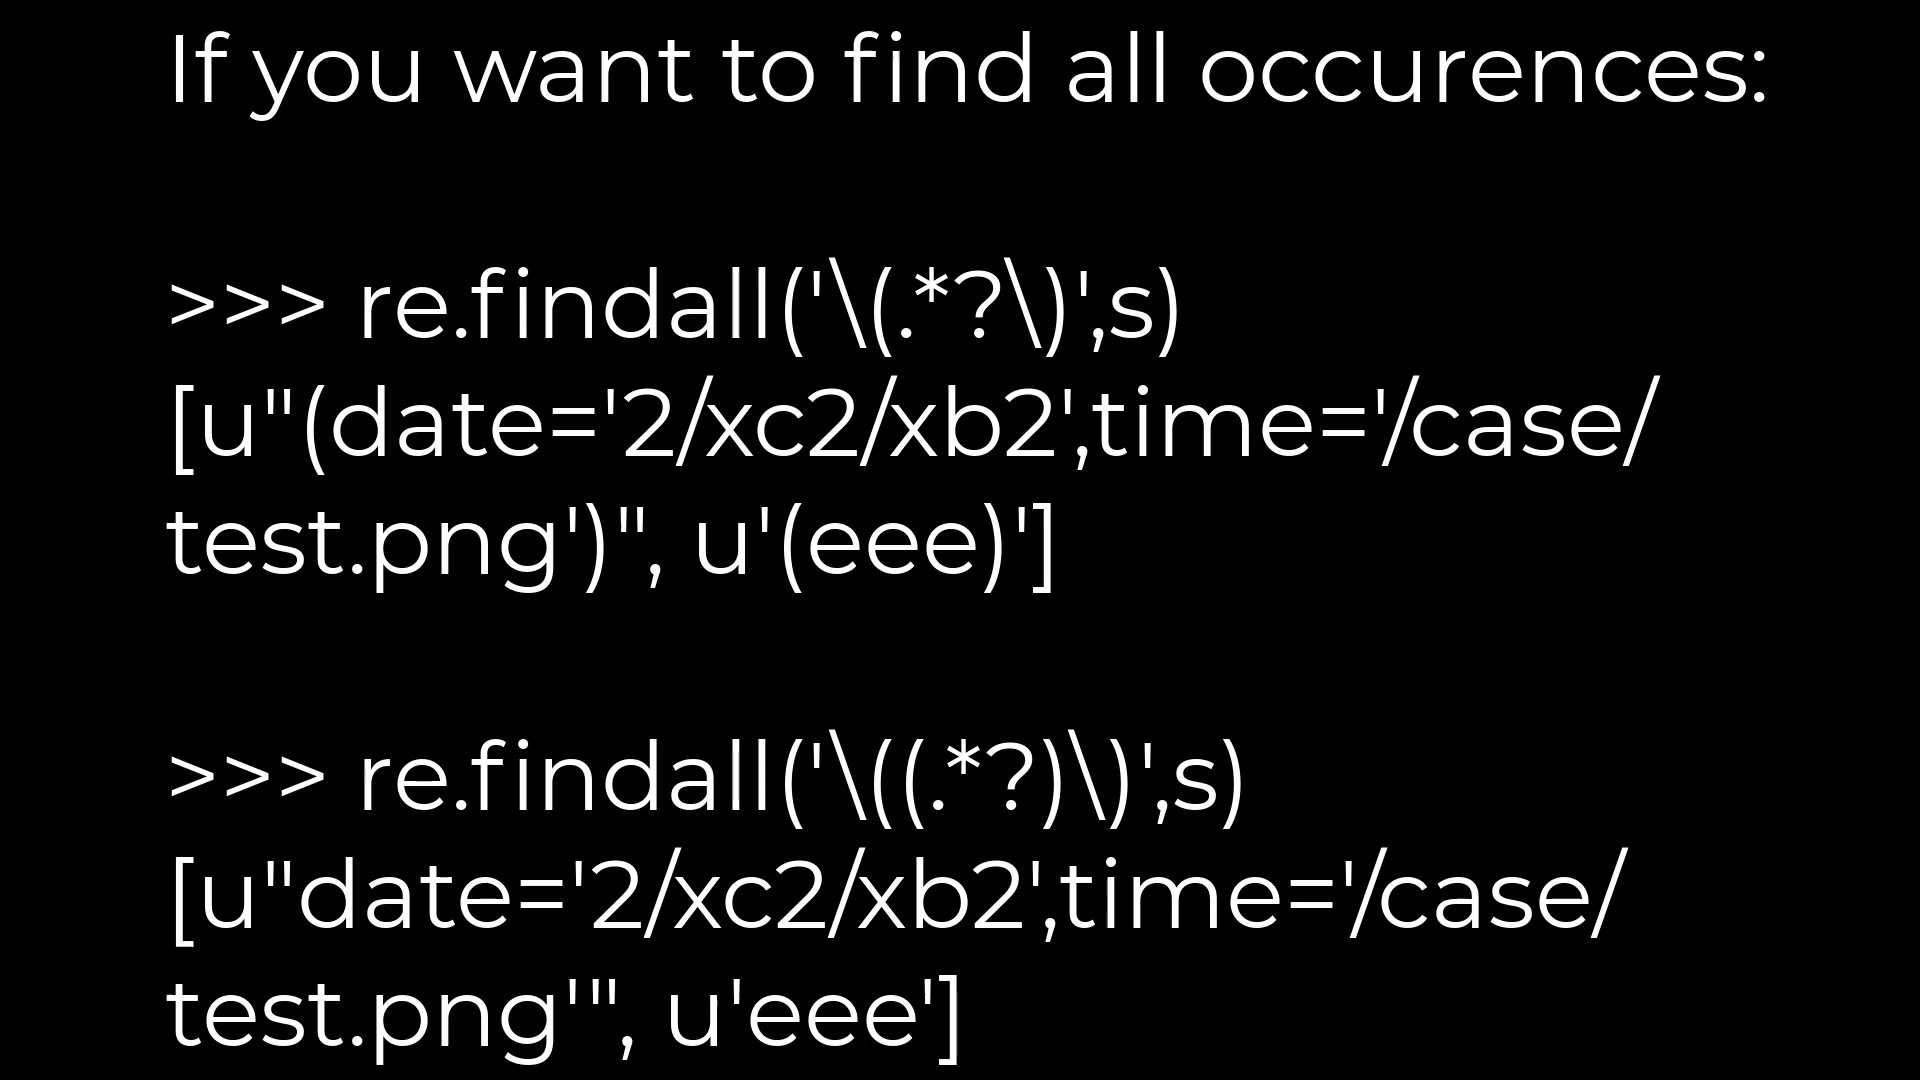 If you want to find all occurences:
>>> re.findall('\(.*?\)',s)
[u"(date='2/xc2/xb2',time='/case/
test.png')", u'(eee)']
>>> re.findall('\((.*?)\)',s)
[u"date='2/xc2/xb2',time='/case/
test.png'", u'eee']